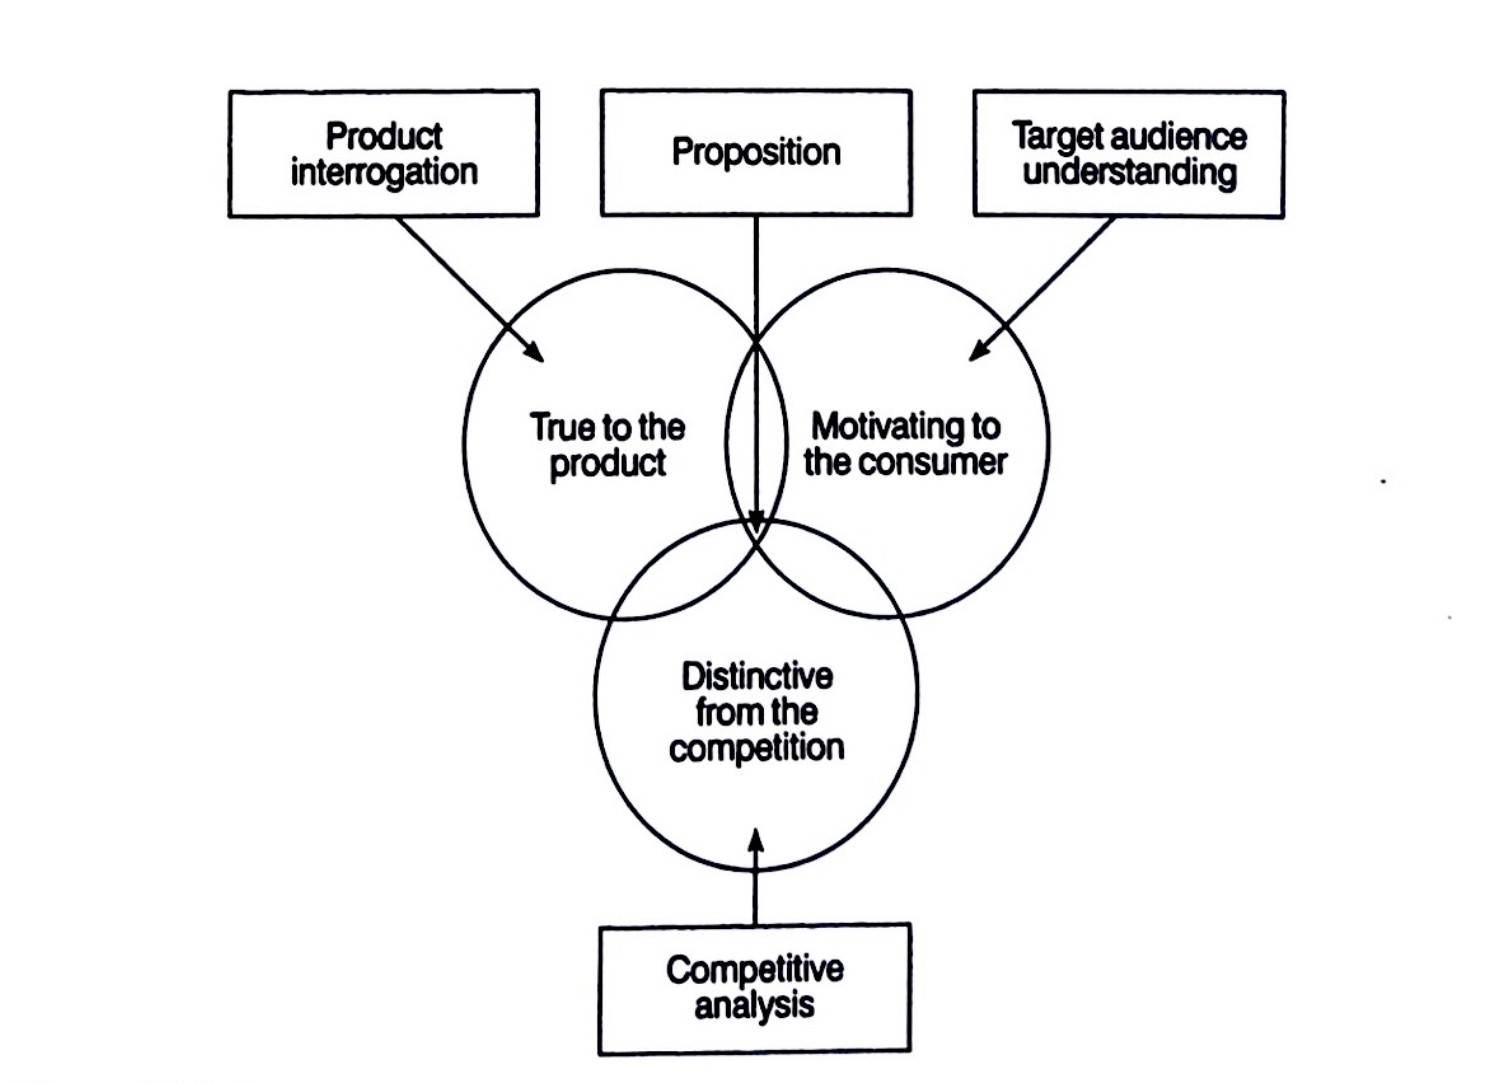 Product
interrogation
Proposition
Target audience
understanding
True to the
product
Motivating to
the consumer
Distinctive
from the
competition
Competitive
analysis